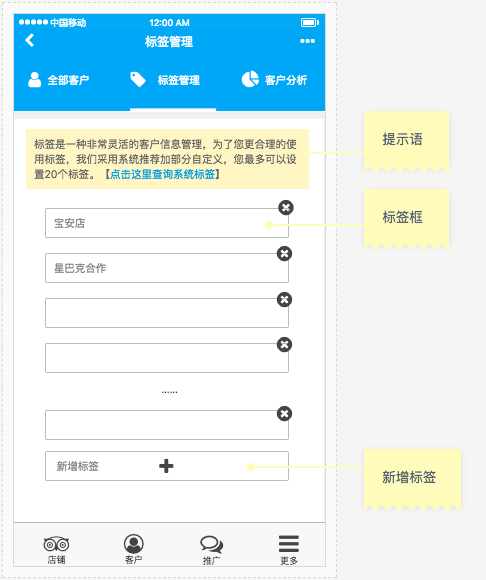 中国移动 12:00 AM
标签管理
全部客户 标签管理 客户分析
标签是一种非常灵活的客户信息管理，为了您更合理的使
用标签，我们采用系统推荐加部分自定义，您最多可以设
置20个标签。【点击这里查询系统标签】
提示语
宝安店
标签框
星巴克合作
......
新增标签
新增标签
店铺 客户 推广 更多